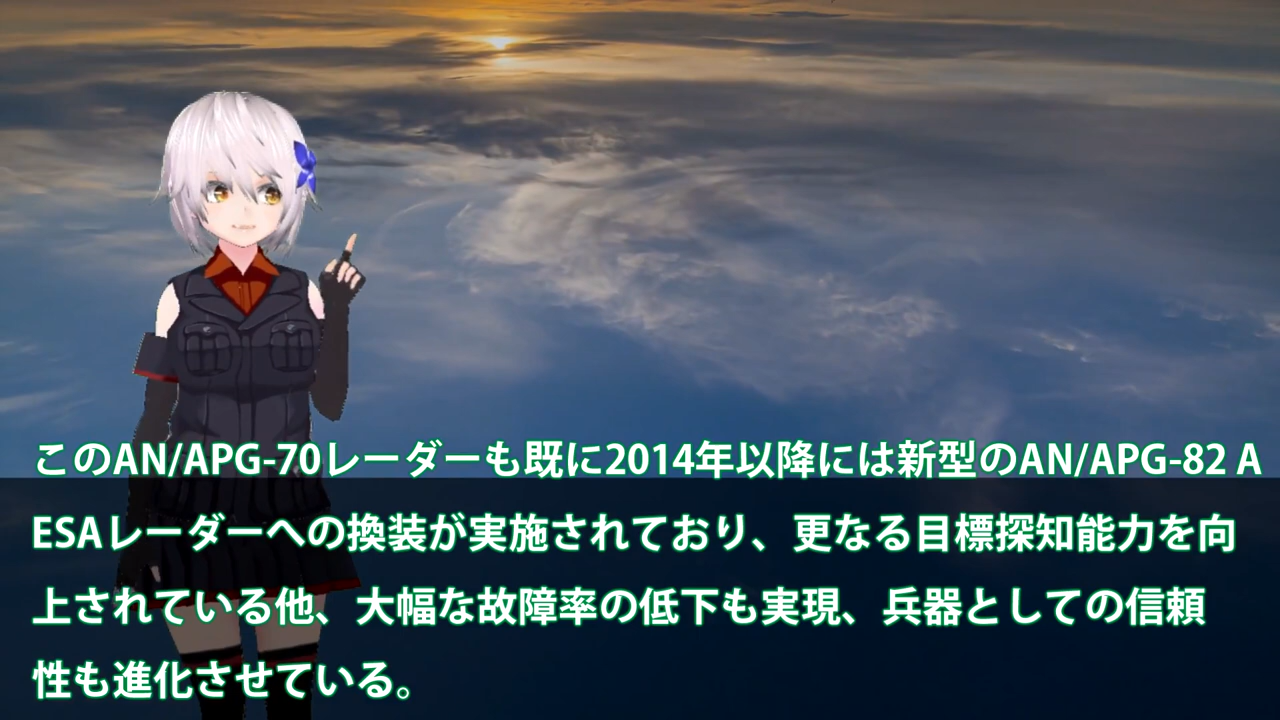 このAN/APG-70レーダーも既に2014年以降には新型のAN/APG-82 A
ESAレーダーへの換装が実施されており、更なる目標探知能力を向
上されている他、大幅な故障率の低下も実現、兵器としての信頼
性も進化させている。